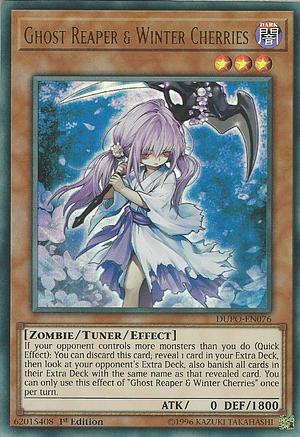 GHOST REAPER & WINTER CHERRIES
DARK
闇
DUPO-EN076
[ZOMBIE/TUNER/EFFECT]
If your opponent controls more monsters than you do (Quick
Effect): You can discard this card; reveal 1 card in your Extra Deck,
then look at your opponent's Extra Deck, also banish all cards in
their Extra Deck with the same name as that revealed card. You
can only use this effect of "Ghost Reaper & Winter Cherries" once
per turn.
ATK/ 0 DEF/1800
62015408 1st Edition ©1996 KAZUKI TAKAHASHI